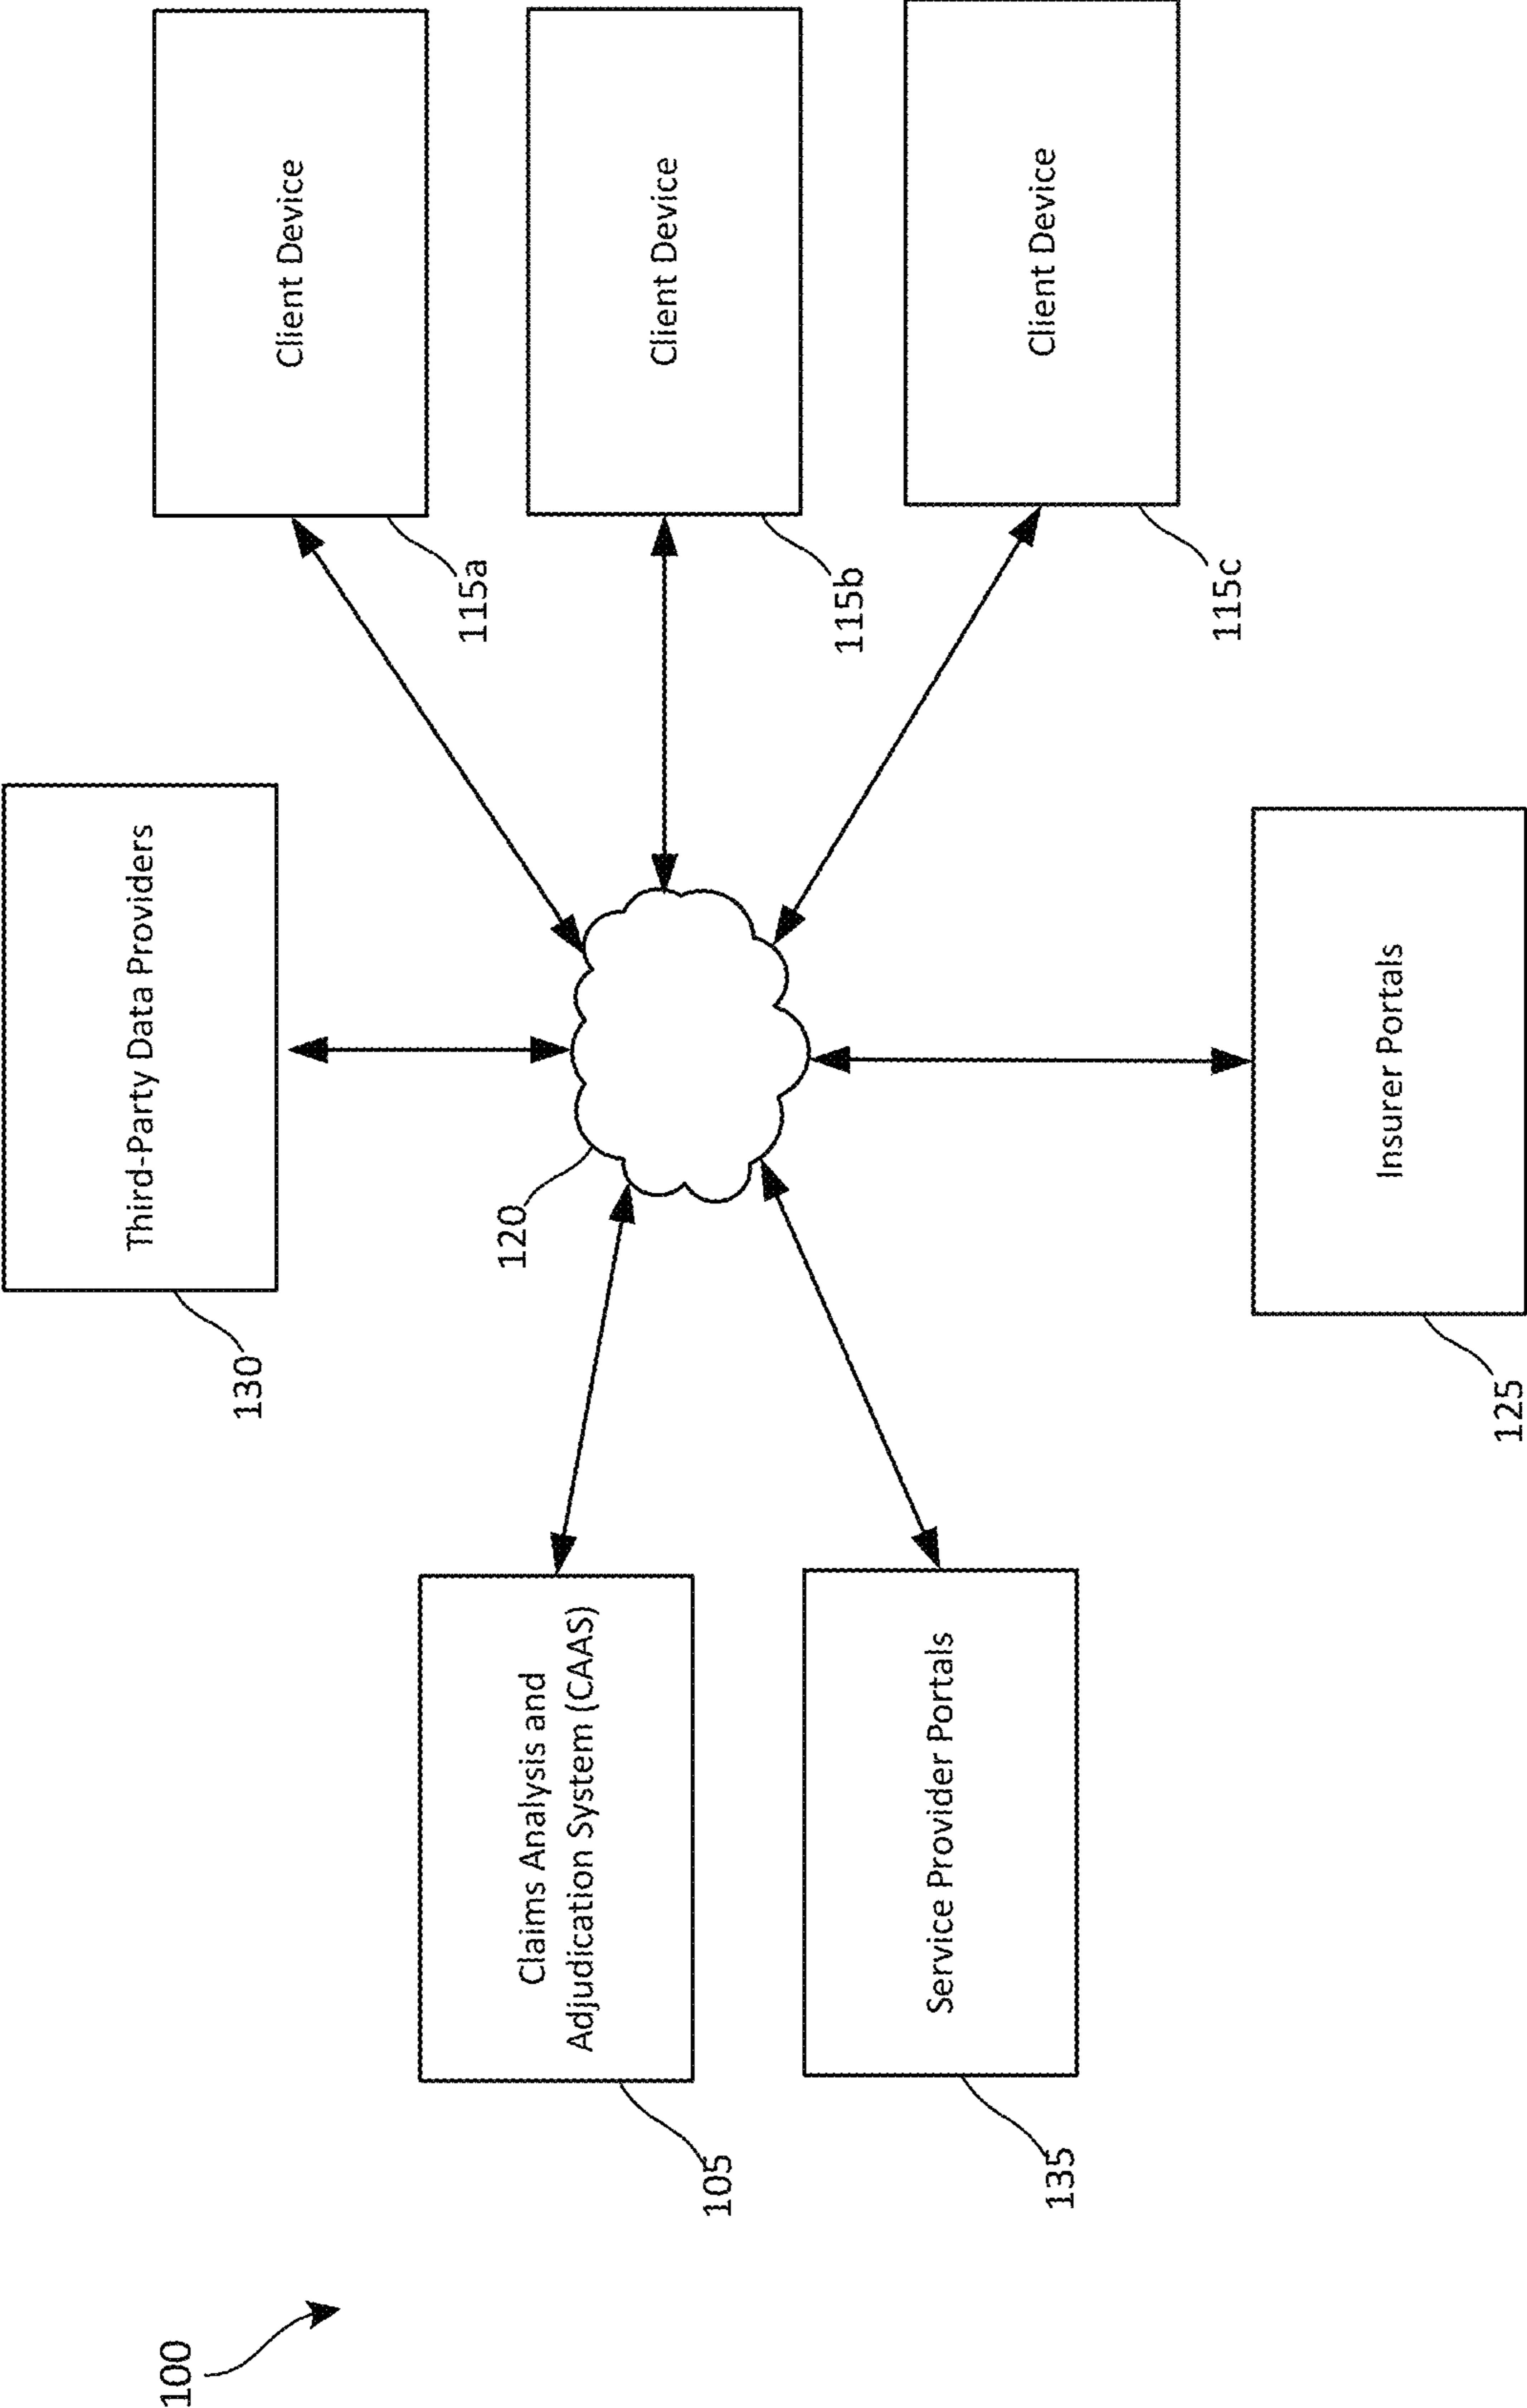 100
Third-Party Data Providers
130
Claims Analysis and
Adjudication System (CAAS)
105
120
Client Device
115a
Client Device
115b
Client Device
115c
Service Provider Portals
135
Insurer Portals
125